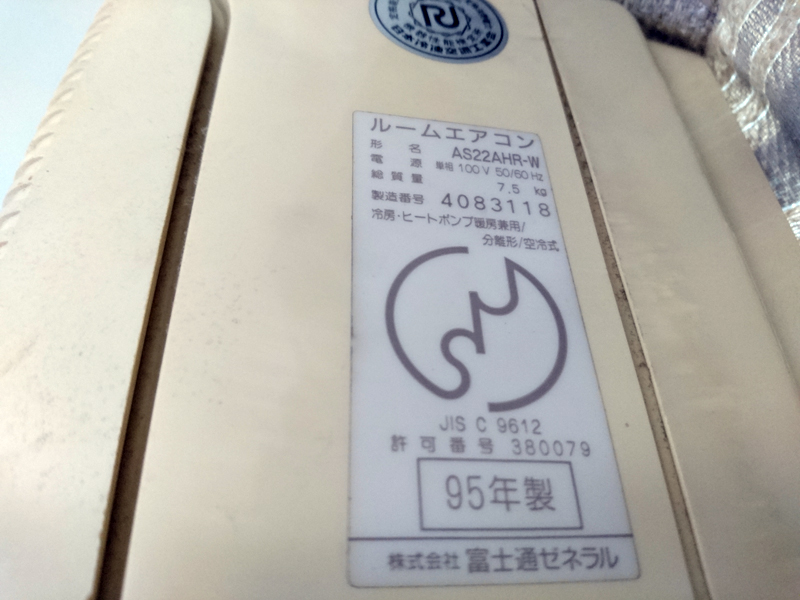 ルームエアコン
形名 AS22AHR-W
電源 単相 100V 50/60Hz
総質量 7.5 kg
製造番号 4083118
冷房・ヒートポンプ暖房兼用/
分離形/空冷式
JIS C 9612
許可番号 380079
95年製
株式会社 富士通ゼネラル